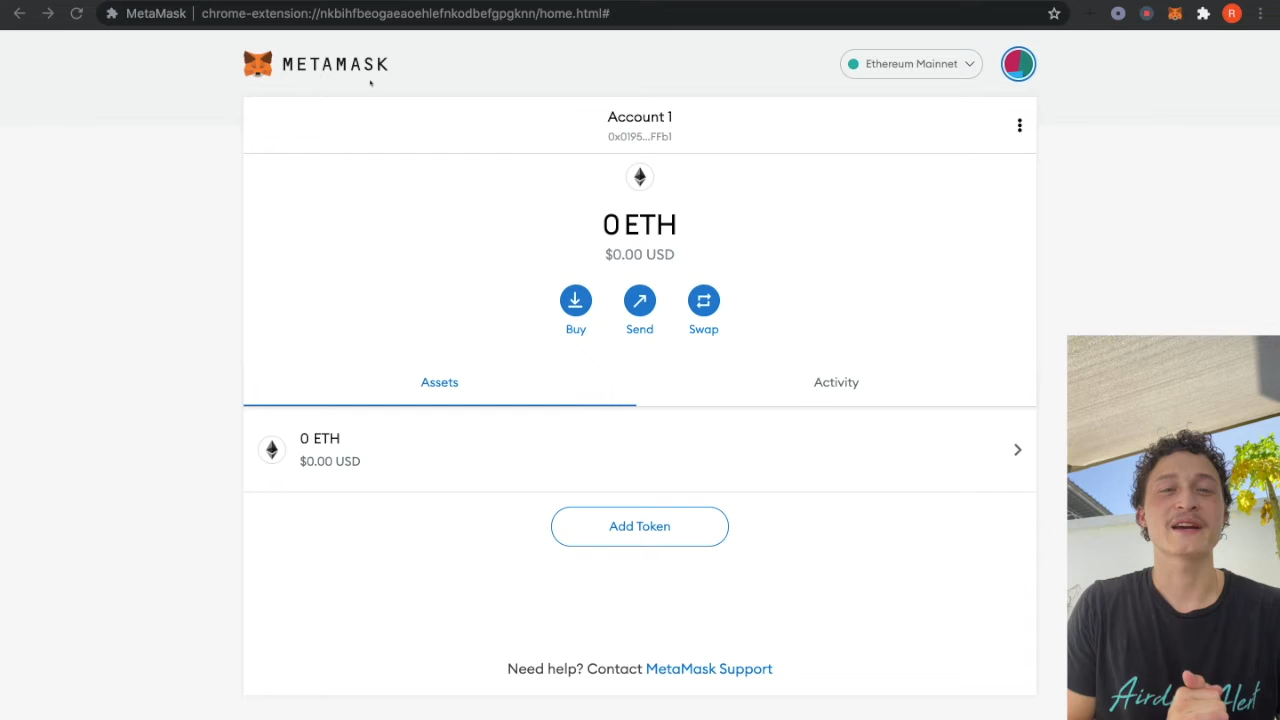 MetaMask
chrome-extension://nkbihfbeogaeaoehlefnkodbefgpgknn/home.html#
R
METAMASK
Ethereum Mainnet
Account 1
0x0195...FFb1
0 ETH
$0.00 USD
Buy
Send
Swap
Assets
Activity
0 ETH
$0.00 USD
Add Token
Need help? Contact MetaMask Support